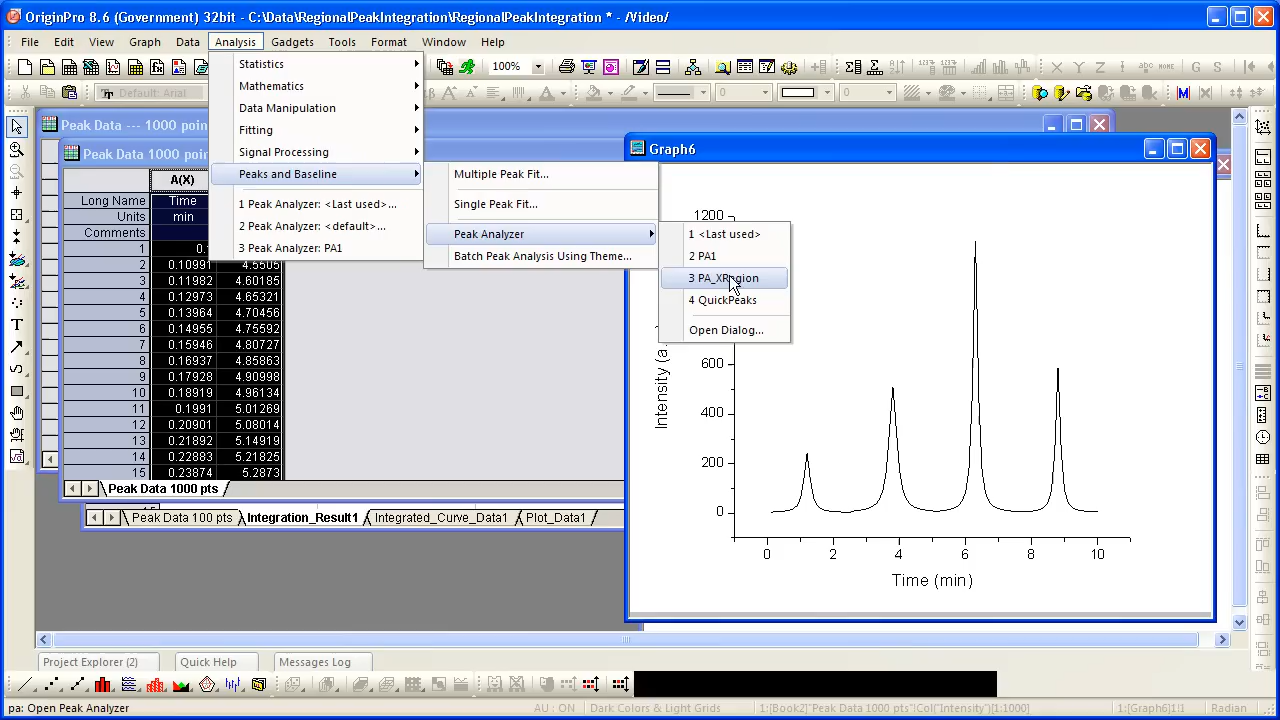 OriginPro 8.6 (Government) 32bit - C:\Data\RegionalPeakIntegration\RegionalPeakIntegration * - /Video/
File Edit View Graph Data Analysis Gadgets Tools Format Window Help
100%
Default: Arial
0 0
Statistics
Mathematics
Data Manipulation
Fitting
Signal Processing
Peaks and Baseline
1 Peak Analyzer: <Last used>...
2 Peak Analyzer: <default>...
3 Peak Analyzer: PA1
Multiple Peak Fit...
Single Peak Fit...
Peak Analyzer
Batch Peak Analysis Using Theme...
1 <Last used>
2 PA1
3 PA_XRegion
4 QuickPeaks
Open Dialog...
Peak Data --- 1000 poin
Peak Data 1000 poin
A(X)
Long Name Time
Units min
Comments
1 0.1
2 0.10991 4.5505
3 0.11982 4.60185
4 0.12973 4.65331
5 0.13964 4.70456
6 0.14955 4.75592
7 0.15946 4.80727
8 0.16937 4.85863
9 0.17928 4.90998
10 0.18919 4.96134
11 0.1991 5.01269
12 0.20901 5.08014
13 0.21892 5.14919
14 0.22883 5.21825
15 0.23874 5.2873
Peak Data 1000 pts
Peak Data 100 pts Integration_Result1 Integrated_Curve_Data1 Plot_Data1
Graph6
1200
600
400
200
0
Intensity (a.
0 2 4 6 8 10
Time (min)
Project Explorer (2) Quick Help Messages Log
pa: Open Peak Analyzer
AU : ON Dark Colors & Light Grids 1:[Book2]"Peak Data 1000 pts"!Col("Intensity")[1:1000] 1:[Graph6]1!1 Radian